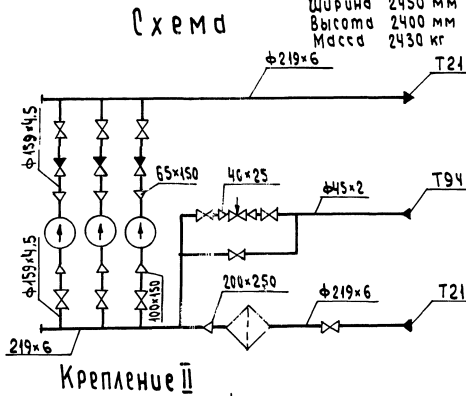 Схема
Ширина 2450 мм
Высота 2400 мм
Масса 2430 кг
ф219×6
Т21
ф159×4,5
65×150
40×25
ф45×2
Т94
ф159×4,5
100×150
200×250
ф219×6
Т21
219×6
Крепление II